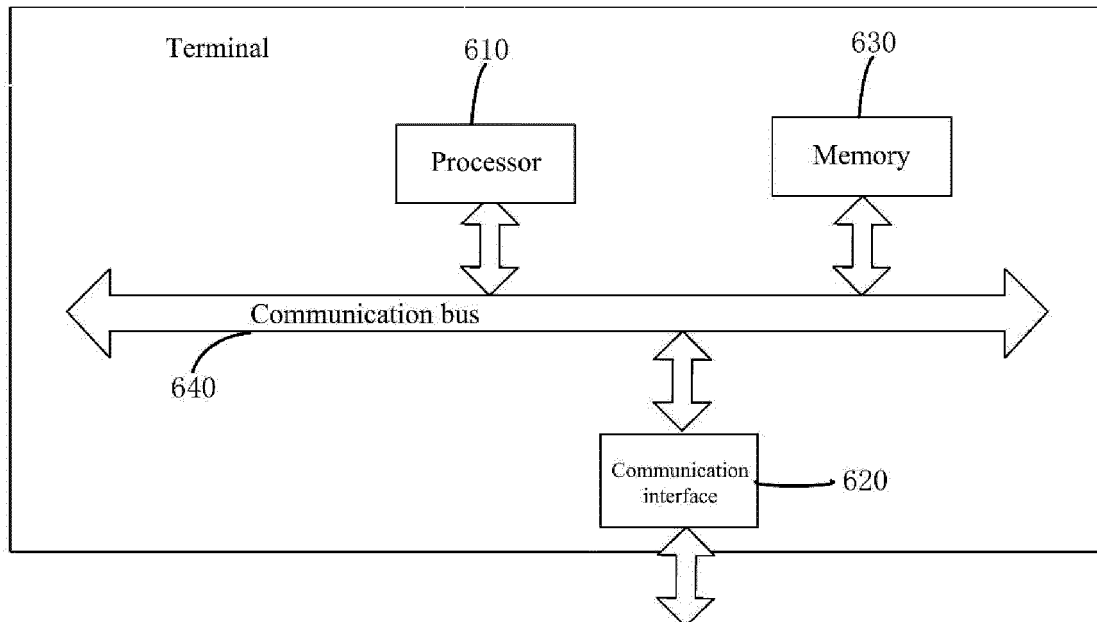 Terminal
610
630
Processor
Memory
Communication bus
640
Communication
interface
620